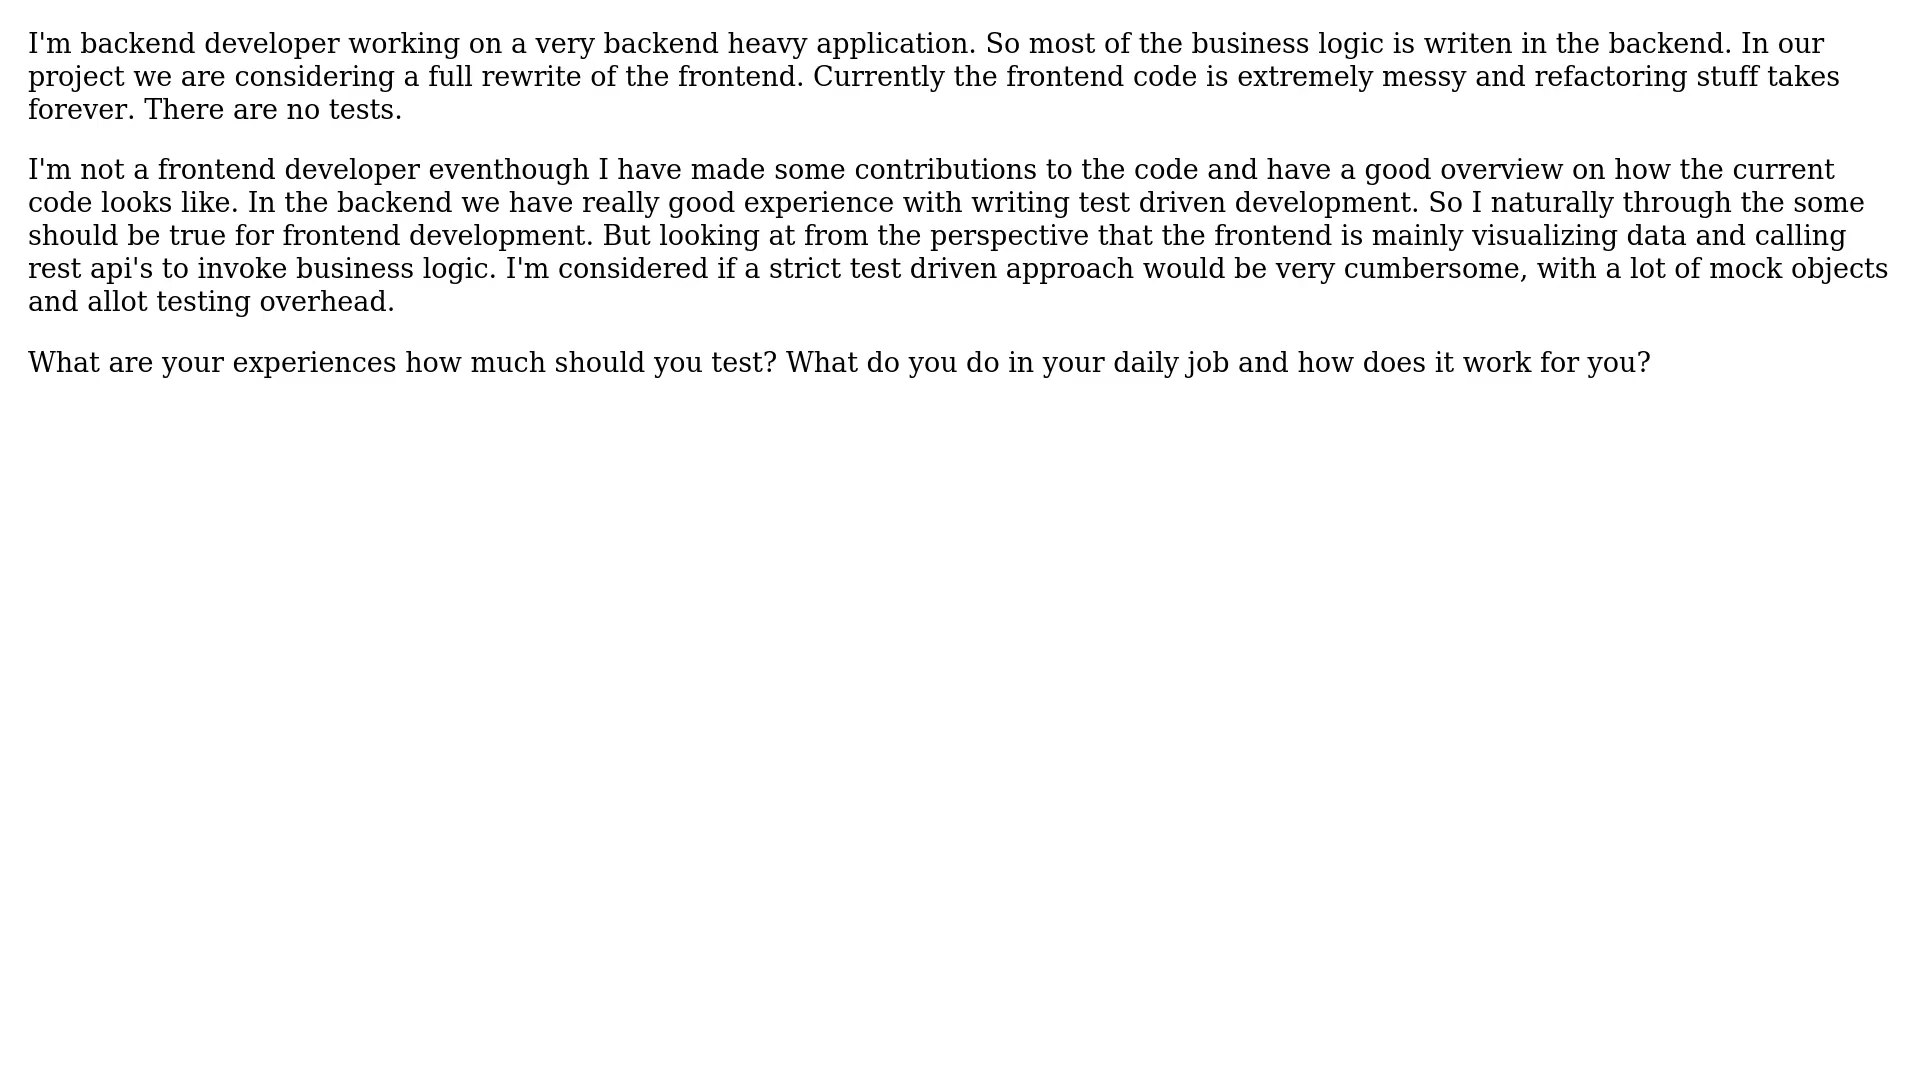 I'm backend developer working on a very backend heavy application. So most of the business logic is writen in the backend. In our
project we are considering a full rewrite of the frontend. Currently the frontend code is extremely messy and refactoring stuff takes
forever. There are no tests.
I'm not a frontend developer eventhough I have made some contributions to the code and have a good overview on how the current
code looks like. In the backend we have really good experience with writing test driven development. So I naturally through the some
should be true for frontend development. But looking at from the perspective that the frontend is mainly visualizing data and calling
rest api's to invoke business logic. I'm considered if a strict test driven approach would be very cumbersome, with a lot of mock objects
and allot testing overhead.
What are your experiences how much should you test? What do you do in your daily job and how does it work for you?